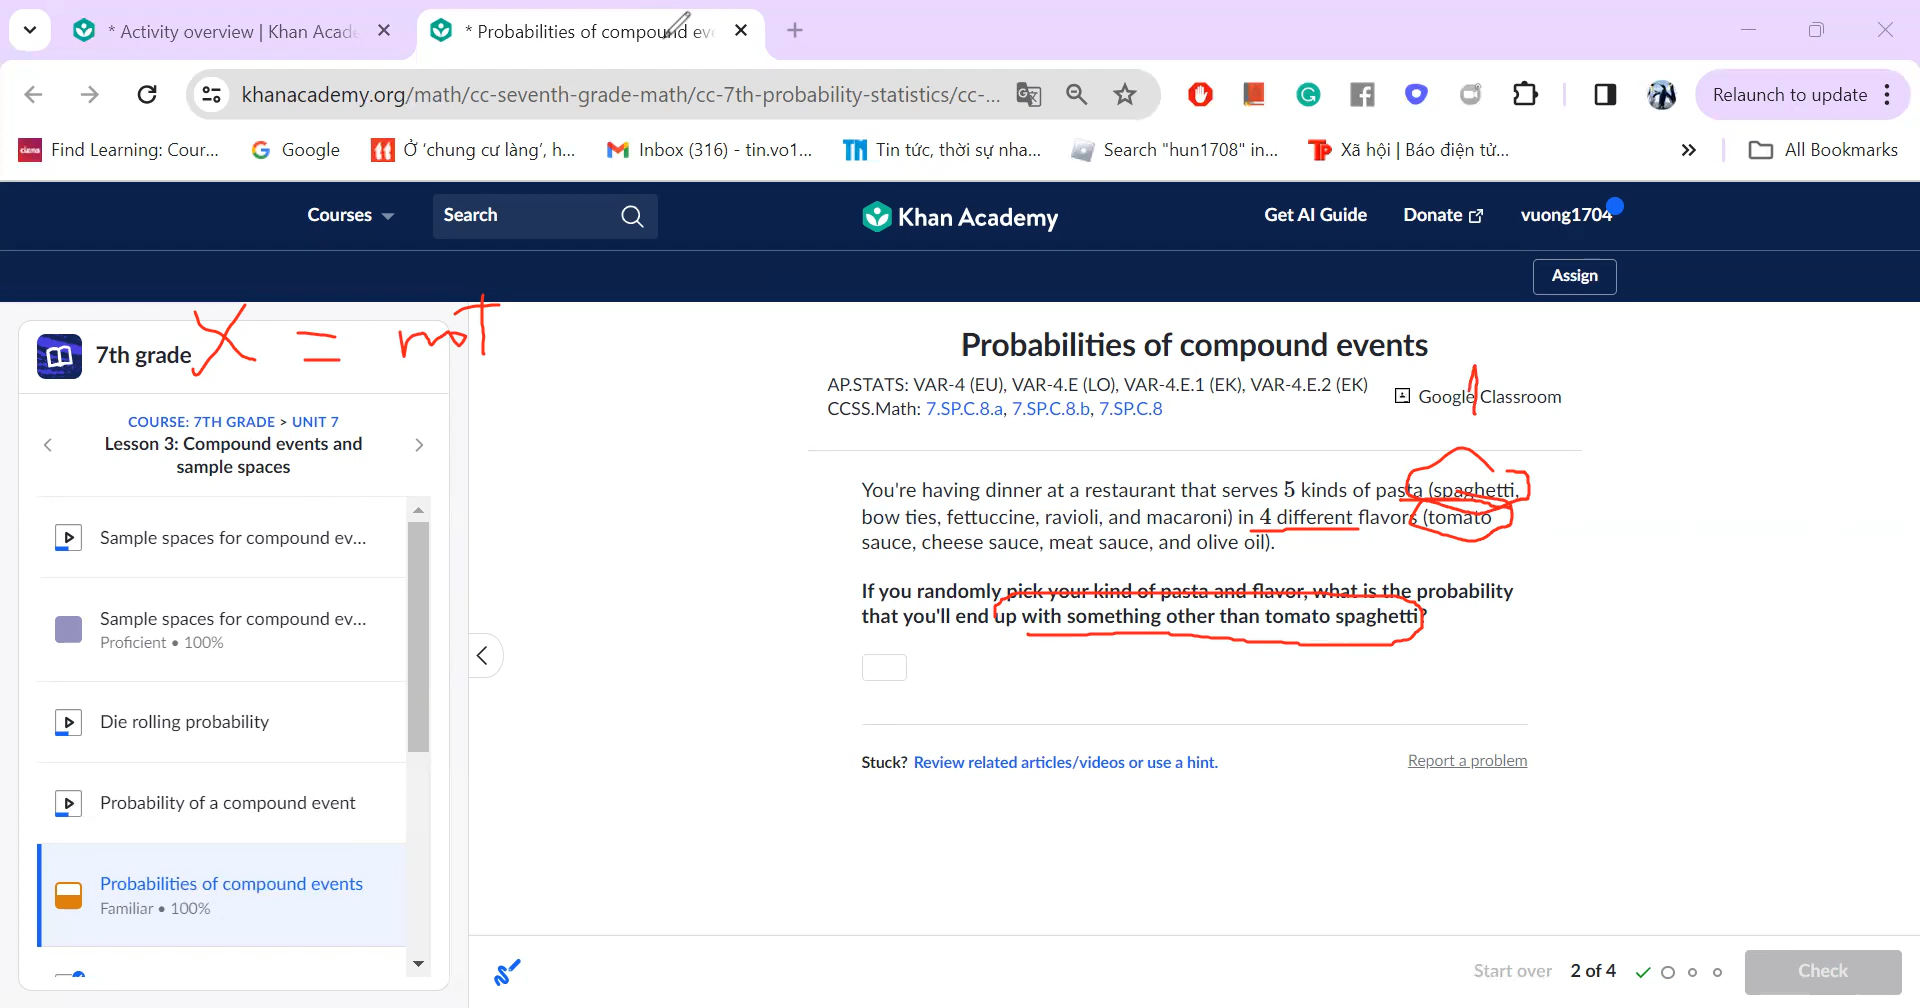 * Activity overview | Khan Acade
* Probabilities of compound eve
khanacademy.org/math/cc-seventh-grade-math/cc-7th-probability-statistics/cc-...
Relaunch to update
Find Learning: Cour...
Google
Ở ‘chung cư làng’, h...
Inbox (316) - tin.vo1...
Tin tức, thời sự nha...
Search "hun1708" in...
Xã hội | Báo điện tử...
All Bookmarks
Courses
Search
Khan Academy
Get AI Guide
Donate
vuong1704
Assign
X = not
7th grade
COURSE: 7TH GRADE > UNIT 7
Lesson 3: Compound events and
sample spaces
Sample spaces for compound ev...
Sample spaces for compound ev...
Proficient • 100%
Die rolling probability
Probability of a compound event
Probabilities of compound events
Familiar • 100%
Probabilities of compound events
AP.STATS: VAR-4 (EU), VAR-4.E (LO), VAR-4.E.1 (EK), VAR-4.E.2 (EK)
CCSS.Math: 7.SP.C.8.a, 7.SP.C.8.b, 7.SP.C.8
Google Classroom
You're having dinner at a restaurant that serves 5 kinds of pasta (spaghetti,
bow ties, fettuccine, ravioli, and macaroni) in 4 different flavors (tomato
sauce, cheese sauce, meat sauce, and olive oil).
If you randomly pick your kind of pasta and flavor, what is the probability
that you'll end up with something other than tomato spaghetti?
Stuck? Review related articles/videos or use a hint.
Report a problem
Start over
2 of 4
Check